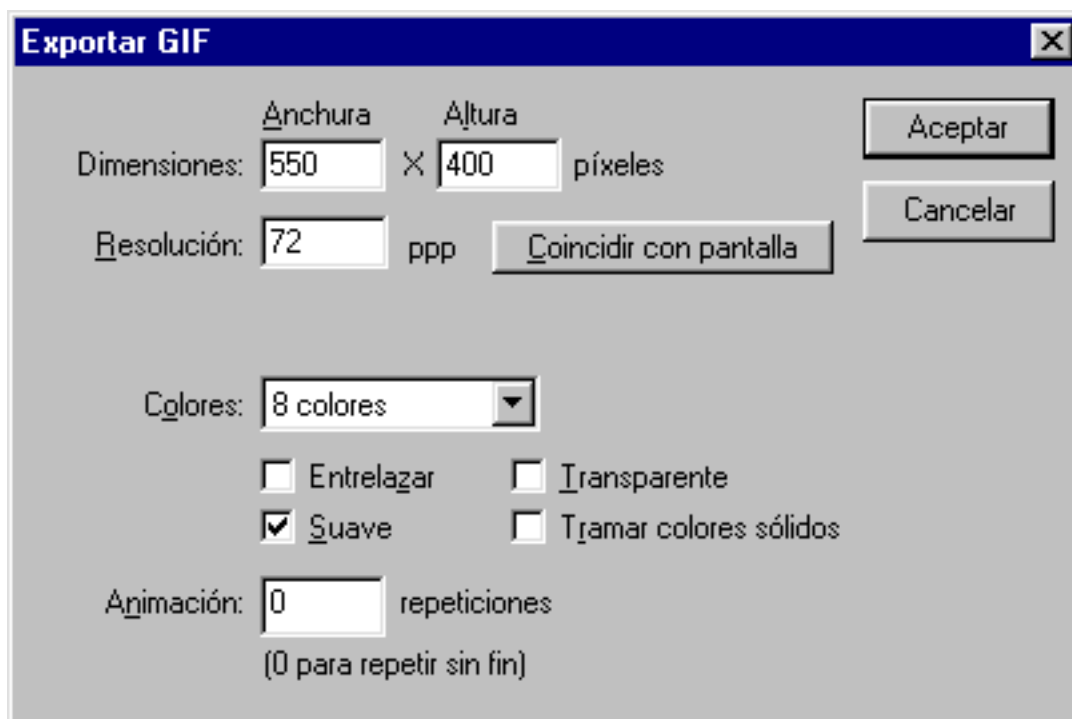 Exportar GIF
Anchura Altura
Dimensiones: 550 X 400 píxeles
Aceptar
Cancelar
Resolución: 72 ppp Coincidir con pantalla
Colores: 8 colores
Entrelazar Transparente
Suave Tramar colores sólidos
Animación: 0 repeticiones
(0 para repetir sin fin)